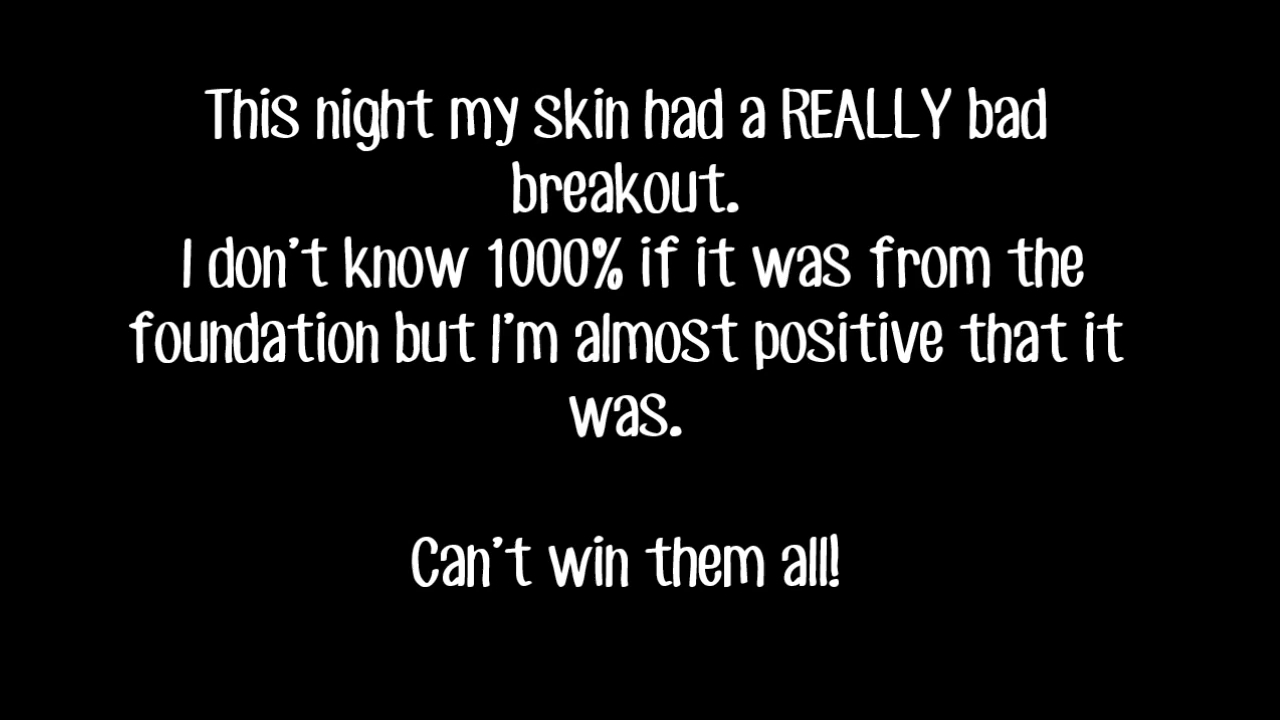 This night my skin had a REALLY bad
breakout.
I don't know 1000% if it was from the
foundation but I'm almost positive that it
was.
Can't win them all!